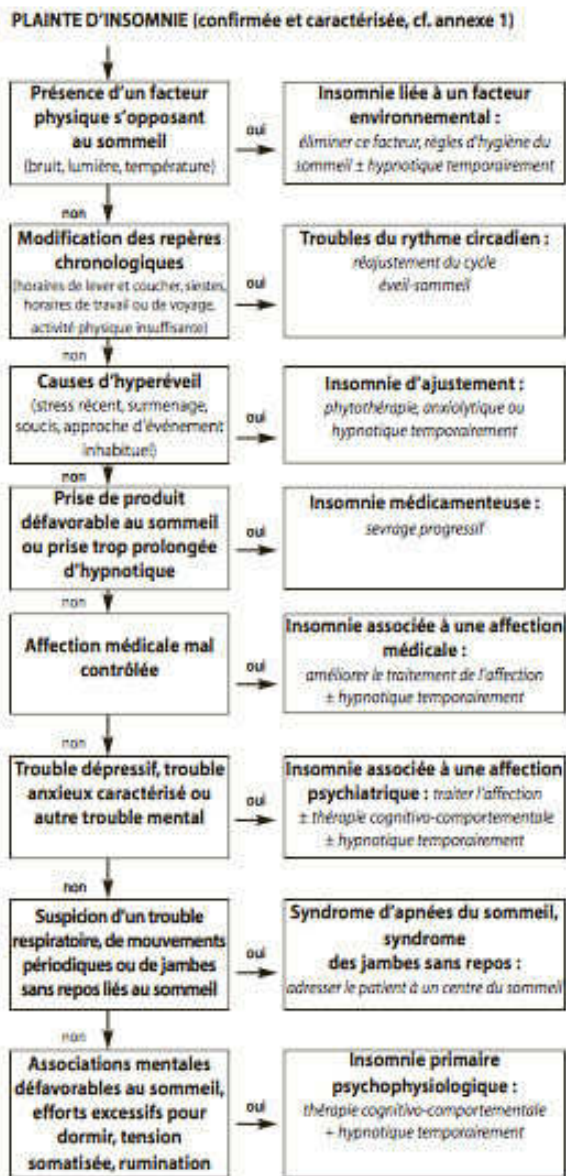 PLAINTE D'INSOMNIE (confirmée et caractérisée, cf. annexe 1)
Présence d'un facteur
physique s'opposant
au sommeil
(bruit, lumière, température)
oui
Insomnie liée à un facteur
environnemental :
éliminer ce facteur, règles d'hygiène du
sommeil ± hypnotique temporairement
non
Modification des repères
chronologiques
(horaires de lever et coucher, siestes,
horaires de travail ou de voyage,
activité physique insuffisante)
oui
Troubles du rythme circadien :
réajustement du cycle
éveil-sommeil
non
Causes d'hyperéveil
(stress récent, surmenage,
soucis, approche d'événement
inhabituel)
oui
Insomnie d'ajustement :
phytothérapie, anxiolytique ou
hypnotique temporairement
non
Prise de produit
défavorable au sommeil
ou prise trop prolongée
d'hypnotique
oui
Insomnie médicamenteuse :
sevrage progressif
non
Affection médicale mal
contrôlée
oui
Insomnie associée à une affection
médicale :
améliorer le traitement de l'affection
± hypnotique temporairement
non
Trouble dépressif, trouble
anxieux caractérisé ou
autre trouble mental
oui
Insomnie associée à une affection
psychiatrique : traiter l'affection
± thérapie cognitivo-comportementale
± hypnotique temporairement
non
Suspicion d'un trouble
respiratoire, de mouvements
périodiques ou de jambes
sans repos liés au sommeil
oui
Syndrome d'apnées du sommeil,
syndrome
des jambes sans repos :
adresser le patient à un centre du sommeil
non
Associations mentales
défavorables au sommeil,
efforts excessifs pour
dormir, tension
somatisée, rumination
oui
Insomnie primaire
psychophysiologique :
thérapie cognitivo-comportementale
+ hypnotique temporairement